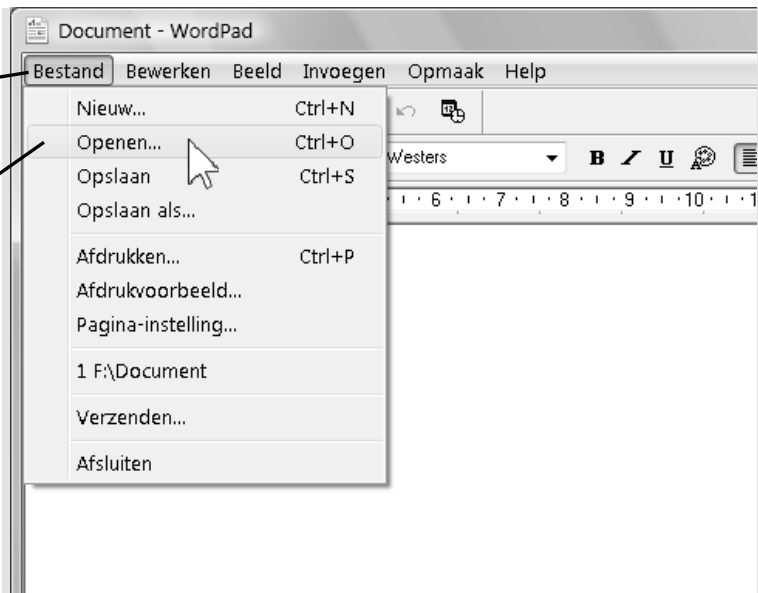 Document - WordPad
Bestand Bewerken Beeld Invoegen Opmaak Help
Nieuw... Ctrl+N
Openen... Ctrl+O
Westers B / U
Opslaan Ctrl+S
6 7 8 9 10 1
Opslaan als...
Afdrukken... Ctrl+P
Afdrukvoorbeeld...
Pagina-instelling...
1 F:\Document
Verzenden...
Afsluiten